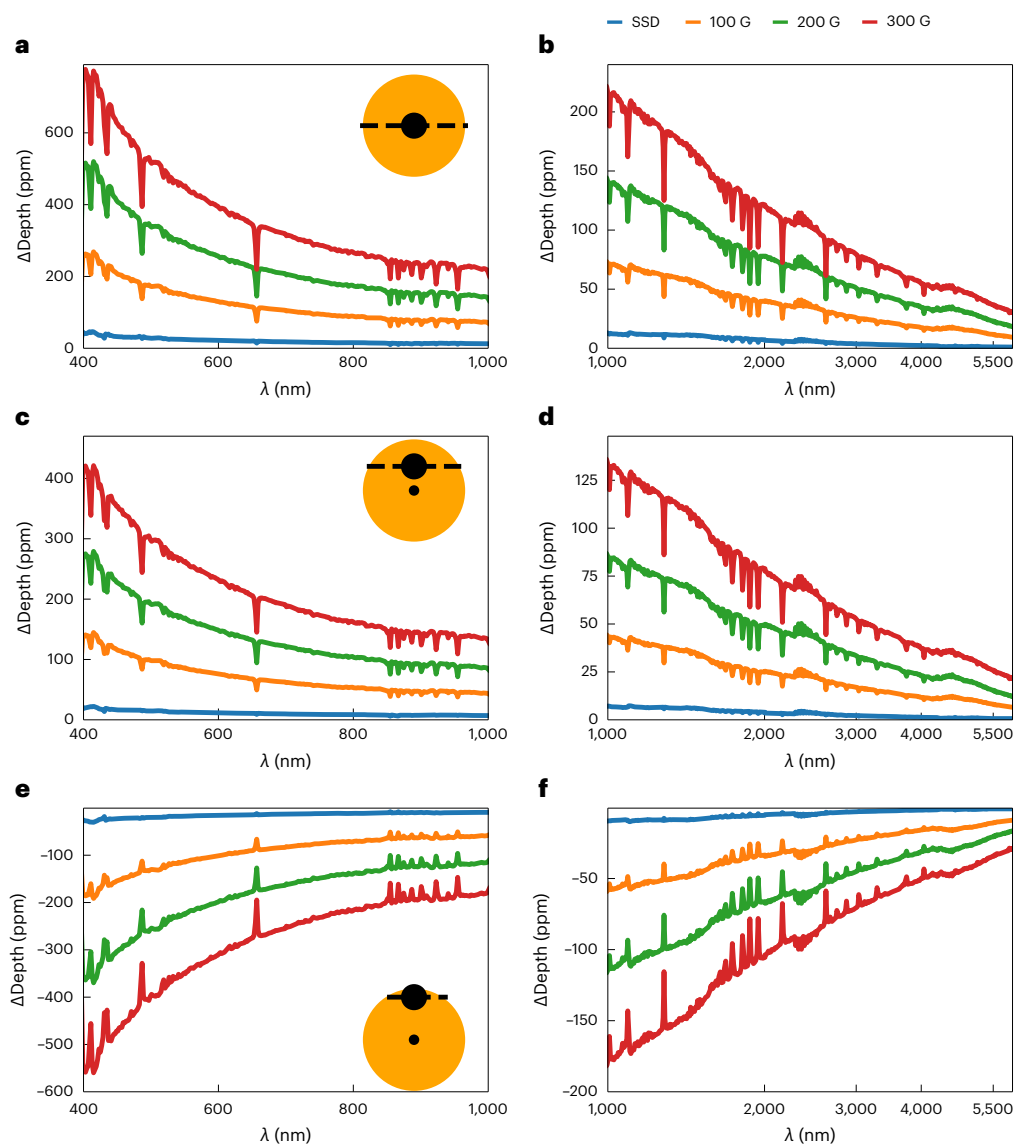 SSD 100 G 200 G 300 G
a b
600
400
200
0
400 600 800 1,000
ΔDepth (ppm)
λ (nm)
200
150
100
50
0
1,000 2,000 3,000 4,000 5,500
ΔDepth (ppm)
λ (nm)
c d
400
300
200
100
0
400 600 800 1,000
ΔDepth (ppm)
λ (nm)
125
100
75
50
25
0
1,000 2,000 3,000 4,000 5,500
ΔDepth (ppm)
λ (nm)
e f
–100
–200
–300
–400
–500
–600
400 600 800 1,000
ΔDepth (ppm)
λ (nm)
–50
–100
–150
–200
1,000 2,000 3,000 4,000 5,500
ΔDepth (ppm)
λ (nm)